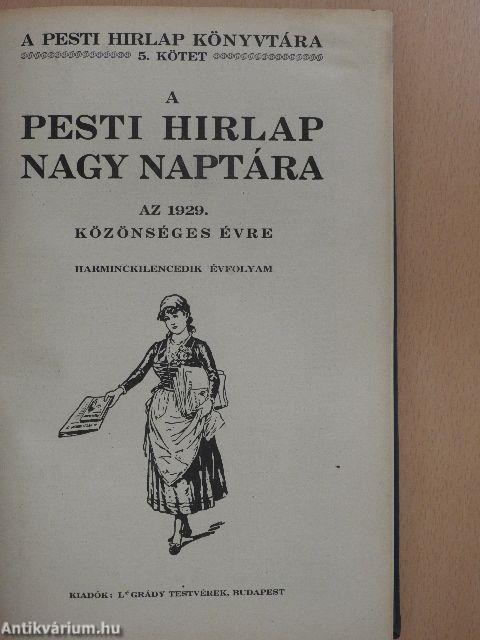 A PESTI HIRLAP KÖNYVTÁRA
5. KÖTET
A
PESTI HIRLAP
NAGY NAPTÁRA
AZ 1929.
KÖZÖNSÉGES ÉVRE
HARMINCKILENCEDIK ÉVFOLYAM
KIADÓK: LÉGRÁDY TESTVÉREK, BUDAPEST
Antikvárium.hu